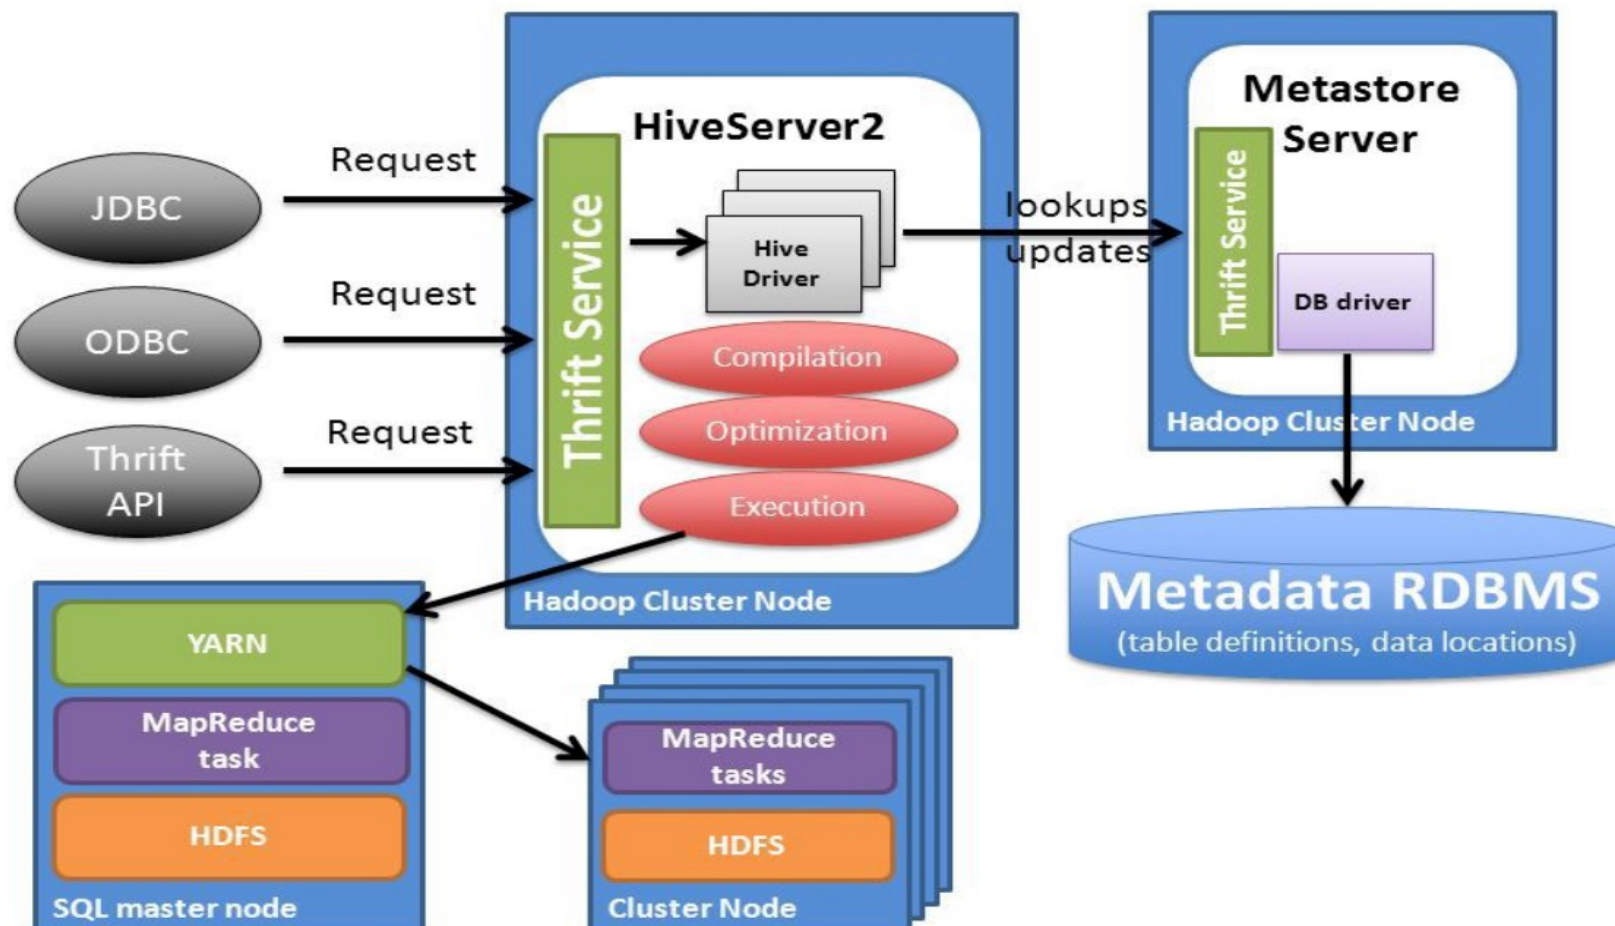 JDBC
Request
ODBC
Request
Thrift
API
Request
HiveServer2
Thrift Service
Hive
Driver
Compilation
Optimization
Execution
Hadoop Cluster Node
lookups
updates
Metastore
Server
Thrift Service
DB driver
Hadoop Cluster Node
Metadata RDBMS
(table definitions, data locations)
YARN
MapReduce
task
HDFS
SQL master node
MapReduce
tasks
HDFS
Cluster Node